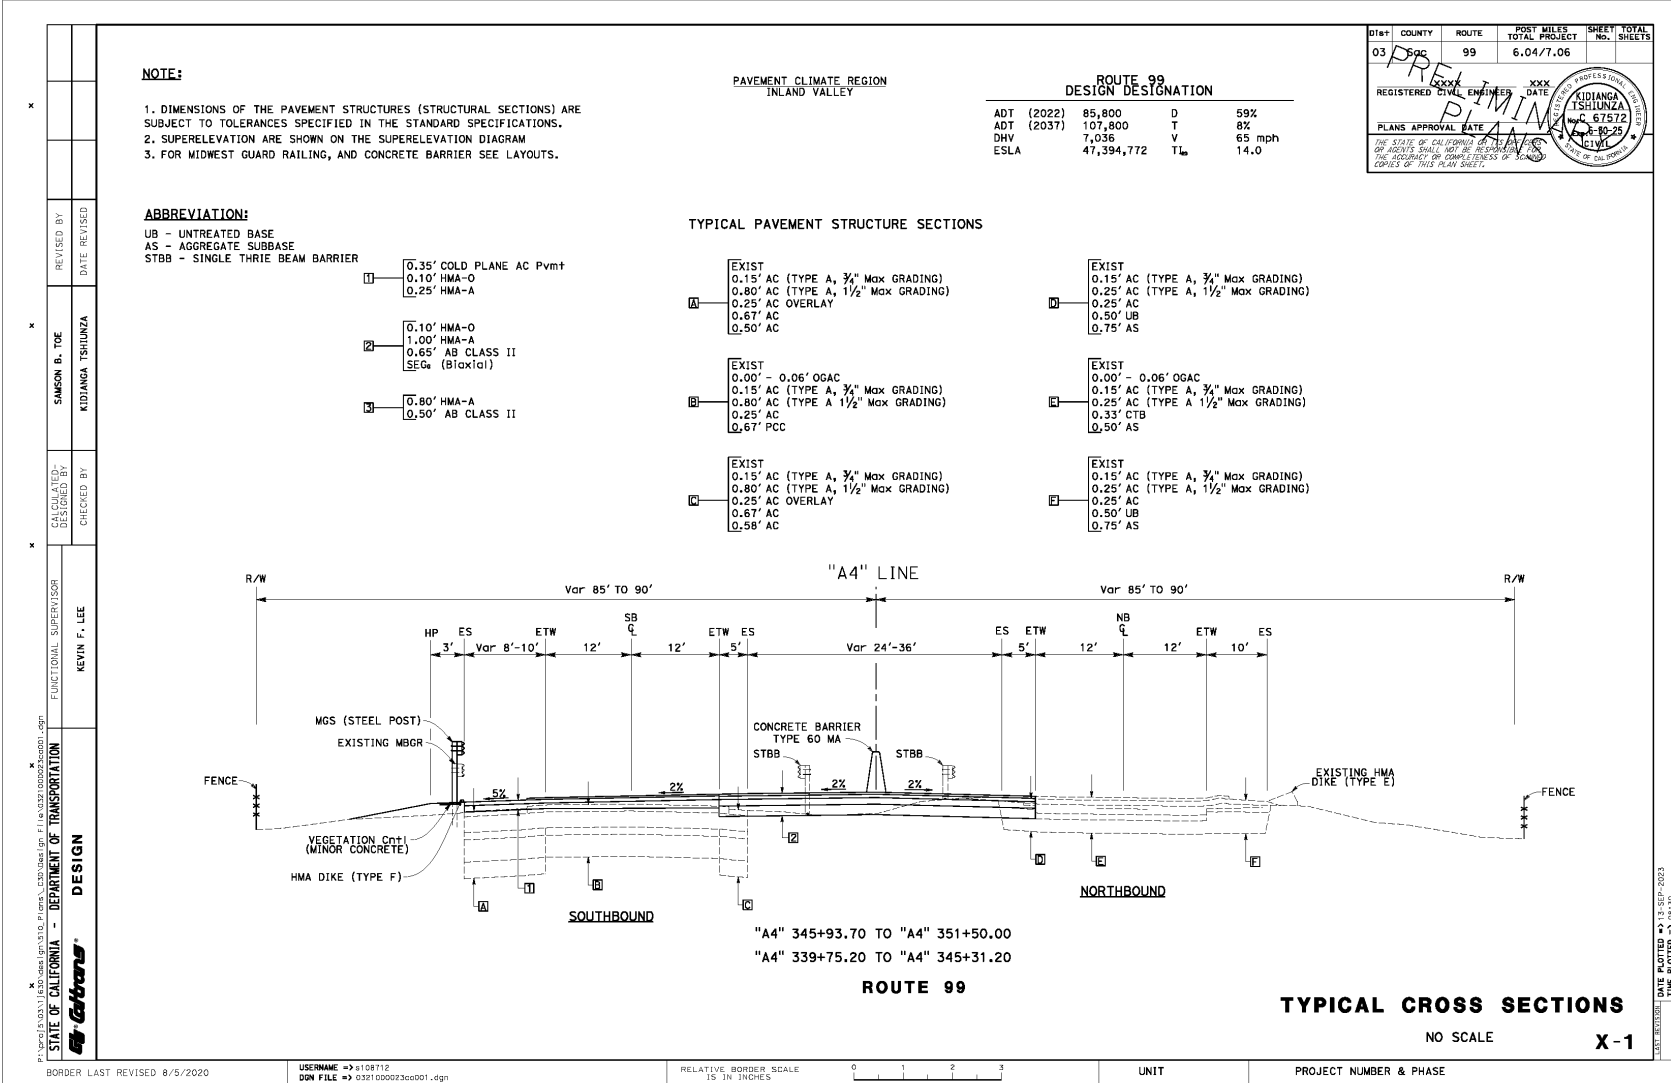 Dist COUNTY ROUTE POST MILES TOTAL PROJECT SHEET No. TOTAL SHEETS
03 Sac 99 6.04/7.06
XXXX XXX
REGISTERED CIVIL ENGINEER DATE
PLANS APPROVAL DATE
THE STATE OF CALIFORNIA OR ITS OFFICERS
OR AGENTS SHALL NOT BE RESPONSIBLE FOR
THE ACCURACY OR COMPLETENESS OF SCANNED
COPIES OF THIS PLAN SHEET.
PRELIMINARY
PLANS
REGISTERED PROFESSIONAL ENGINEER
KIDIANGA
TSHIUNZA
No. C 67572
Exp. 6-30-25
CIVIL
STATE OF CALIFORNIA
NOTE:
1. DIMENSIONS OF THE PAVEMENT STRUCTURES (STRUCTURAL SECTIONS) ARE
SUBJECT TO TOLERANCES SPECIFIED IN THE STANDARD SPECIFICATIONS.
2. SUPERELEVATION ARE SHOWN ON THE SUPERELEVATION DIAGRAM
3. FOR MIDWEST GUARD RAILING, AND CONCRETE BARRIER SEE LAYOUTS.
PAVEMENT CLIMATE REGION
INLAND VALLEY
ROUTE 99
DESIGN DESIGNATION
ADT (2022) 85,800 D 59%
ADT (2037) 107,800 T 8%
DHV 7,036 V 65 mph
ESLA 47,394,772 TI 14.0
ABBREVIATION:
UB - UNTREATED BASE
AS - AGGREGATE SUBBASE
STBB - SINGLE THRIE BEAM BARRIER
TYPICAL PAVEMENT STRUCTURE SECTIONS
1
0.35' COLD PLANE AC Pvmt
0.10' HMA-O
0.25' HMA-A
2
0.10' HMA-O
1.00' HMA-A
0.65' AB CLASS II
SEG (Biaxial)
3
0.80' HMA-A
0.50' AB CLASS II
A
EXIST
0.15' AC (TYPE A, 3/4" Max GRADING)
0.80' AC (TYPE A, 1 1/2" Max GRADING)
0.25' AC OVERLAY
0.67' AC
0.50' AC
B
EXIST
0.00' - 0.06' OGAC
0.15' AC (TYPE A, 3/4" Max GRADING)
0.80' AC (TYPE A 1 1/2" Max GRADING)
0.25' AC
0.67' PCC
C
EXIST
0.15' AC (TYPE A, 3/4" Max GRADING)
0.80' AC (TYPE A, 1 1/2" Max GRADING)
0.25' AC OVERLAY
0.67' AC
0.58' AC
D
EXIST
0.15' AC (TYPE A, 3/4" Max GRADING)
0.25' AC (TYPE A, 1 1/2" Max GRADING)
0.25' AC
0.50' UB
0.75' AS
E
EXIST
0.00' - 0.06' OGAC
0.15' AC (TYPE A, 3/4" Max GRADING)
0.25' AC (TYPE A 1 1/2" Max GRADING)
0.33' CTB
0.50' AS
F
EXIST
0.15' AC (TYPE A, 3/4" Max GRADING)
0.25' AC (TYPE A, 1 1/2" Max GRADING)
0.25' AC
0.50' UB
0.75' AS
"A4" LINE
R/W R/W
Var 85' TO 90' Var 85' TO 90'
HP ES ETW SB CL ETW ES ES ETW NB CL ETW ES
3' Var 8'-10' 12' 12' 5' Var 24'-36' 5' 12' 12' 10'
MGS (STEEL POST)
EXISTING MBGR
CONCRETE BARRIER
TYPE 60 MA
STBB STBB
EXISTING HMA
DIKE (TYPE E)
FENCE FENCE
5% 2% 2% 2%
VEGETATION Cntl
(MINOR CONCRETE)
HMA DIKE (TYPE F)
A 1 B C 2 D E F
SOUTHBOUND
NORTHBOUND
"A4" 345+93.70 TO "A4" 351+50.00
"A4" 339+75.20 TO "A4" 345+31.20
ROUTE 99
TYPICAL CROSS SECTIONS
NO SCALE
X-1
REVISED BY
DATE REVISED
SAMSON B. TOE
KIDIANGA TSHIUNZA
CALCULATED-
DESIGNED BY
CHECKED BY
FUNCTIONAL SUPERVISOR
KEVIN F. LEE
STATE OF CALIFORNIA - DEPARTMENT OF TRANSPORTATION
DESIGN
Caltrans
DATE PLOTTED => 13-SEP-2023
LAST REVISION
BORDER LAST REVISED 8/5/2020
USERNAME => s108712
DGN FILE => 0321000023ca001.dgn
RELATIVE BORDER SCALE
IS IN INCHES
0 1 2 3
UNIT
PROJECT NUMBER & PHASE